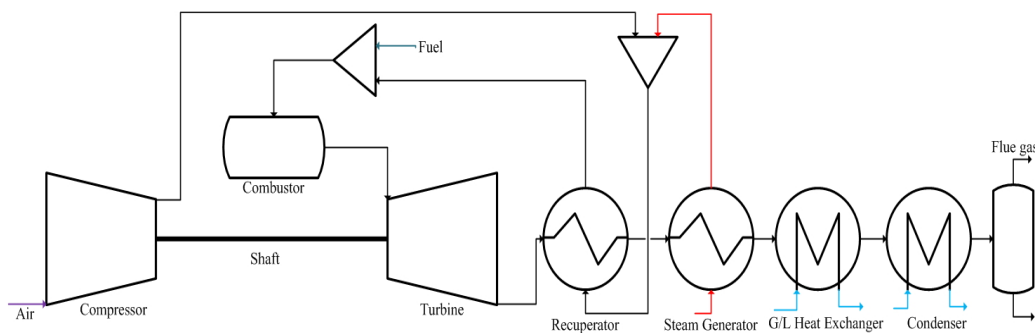 Fuel
Flue gas
Combustor
Shaft
Air
Compressor
Turbine
Recuperator
Steam Generator
G/L Heat Exchanger
Condenser